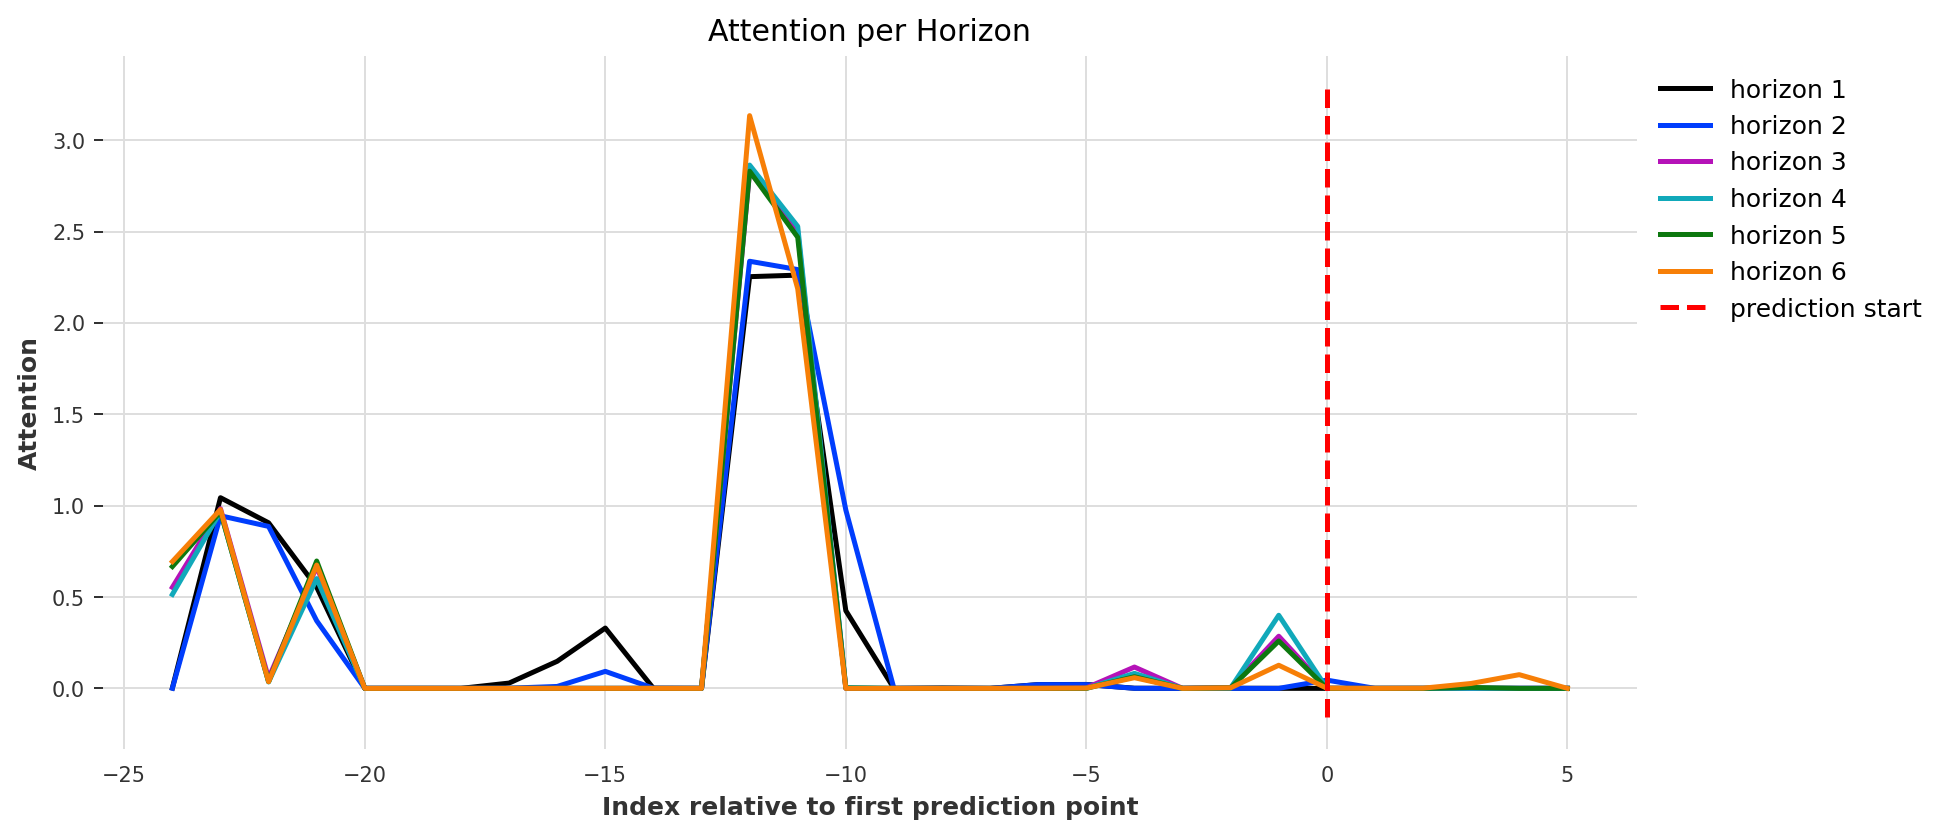 Attention per Horizon
3.0
2.5
2.0
1.5
1.0
0.5
0.0
Attention
−25
−20
−15
−10
−5
0
5
Index relative to first prediction point
horizon 1
horizon 2
horizon 3
horizon 4
horizon 5
horizon 6
prediction start